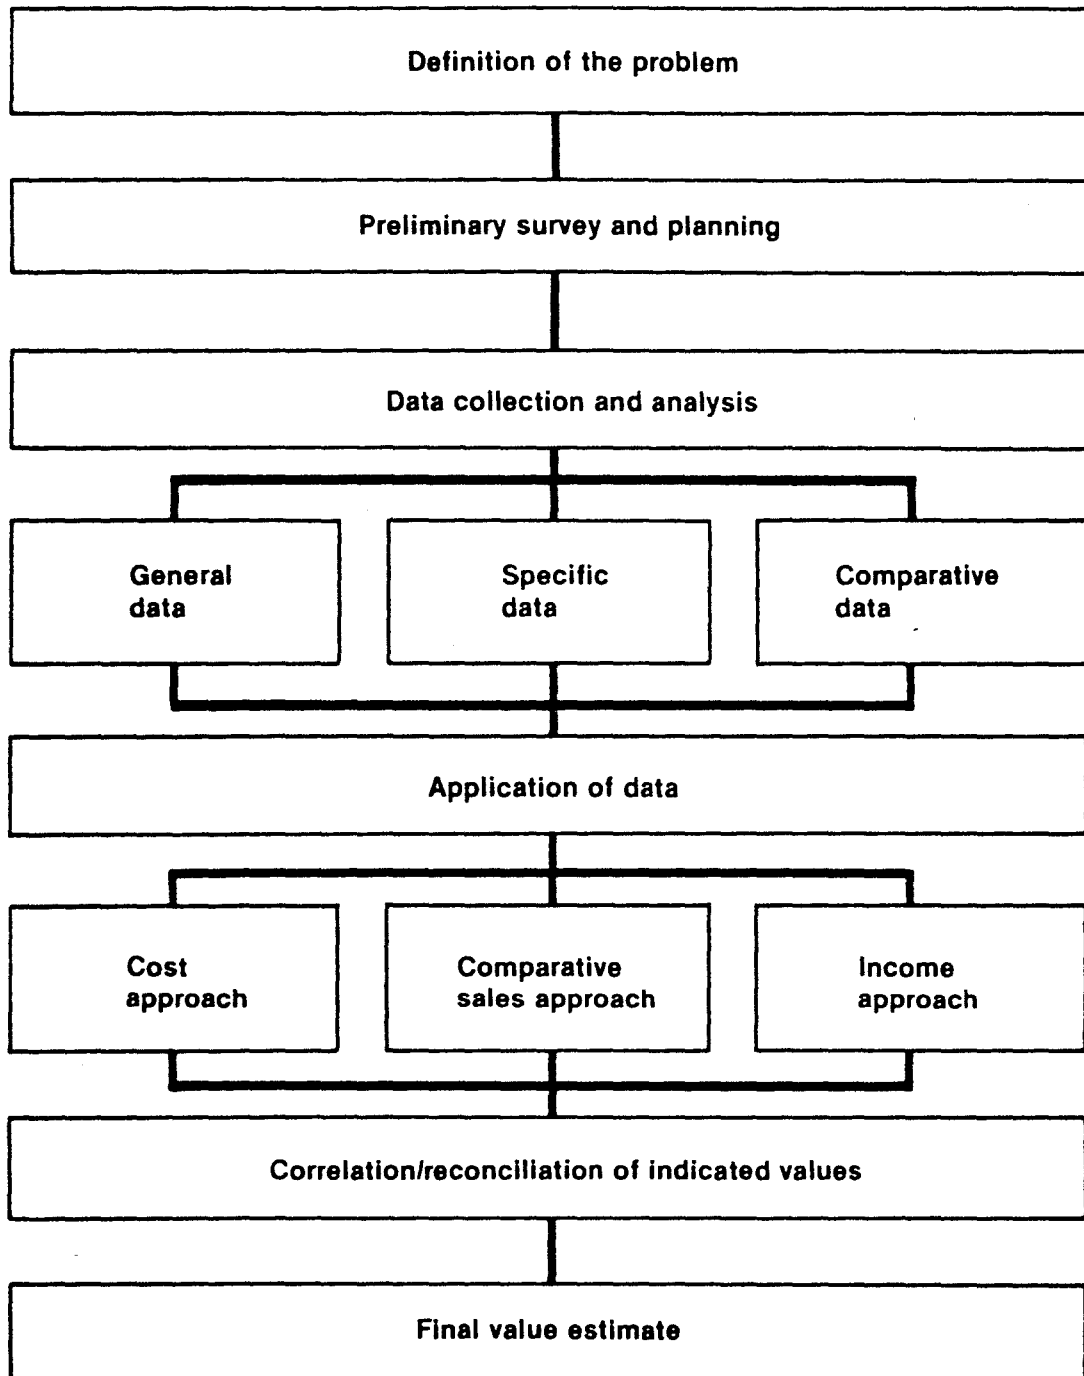 Definition of the problem
Preliminary survey and planning
Data collection and analysis
General
data
Specific
data
Comparative
data
Application of data
Cost
approach
Comparative
sales approach
Income
approach
Correlation/reconciliation of indicated values
Final value estimate